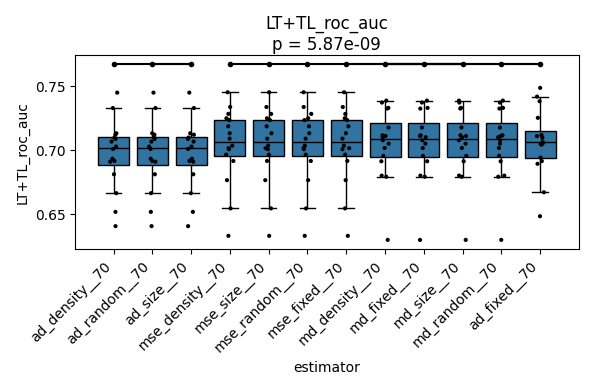 LT+TL_roc_auc
p = 5.87e-09
LT+TL_roc_auc
0.75
0.70
0.65
ad_density__70
ad_random__70
ad_size__70
mse_density__70
mse_size__70
mse_random__70
mse_fixed__70
md_density__70
md_fixed__70
md_size__70
md_random__70
ad_fixed__70
estimator